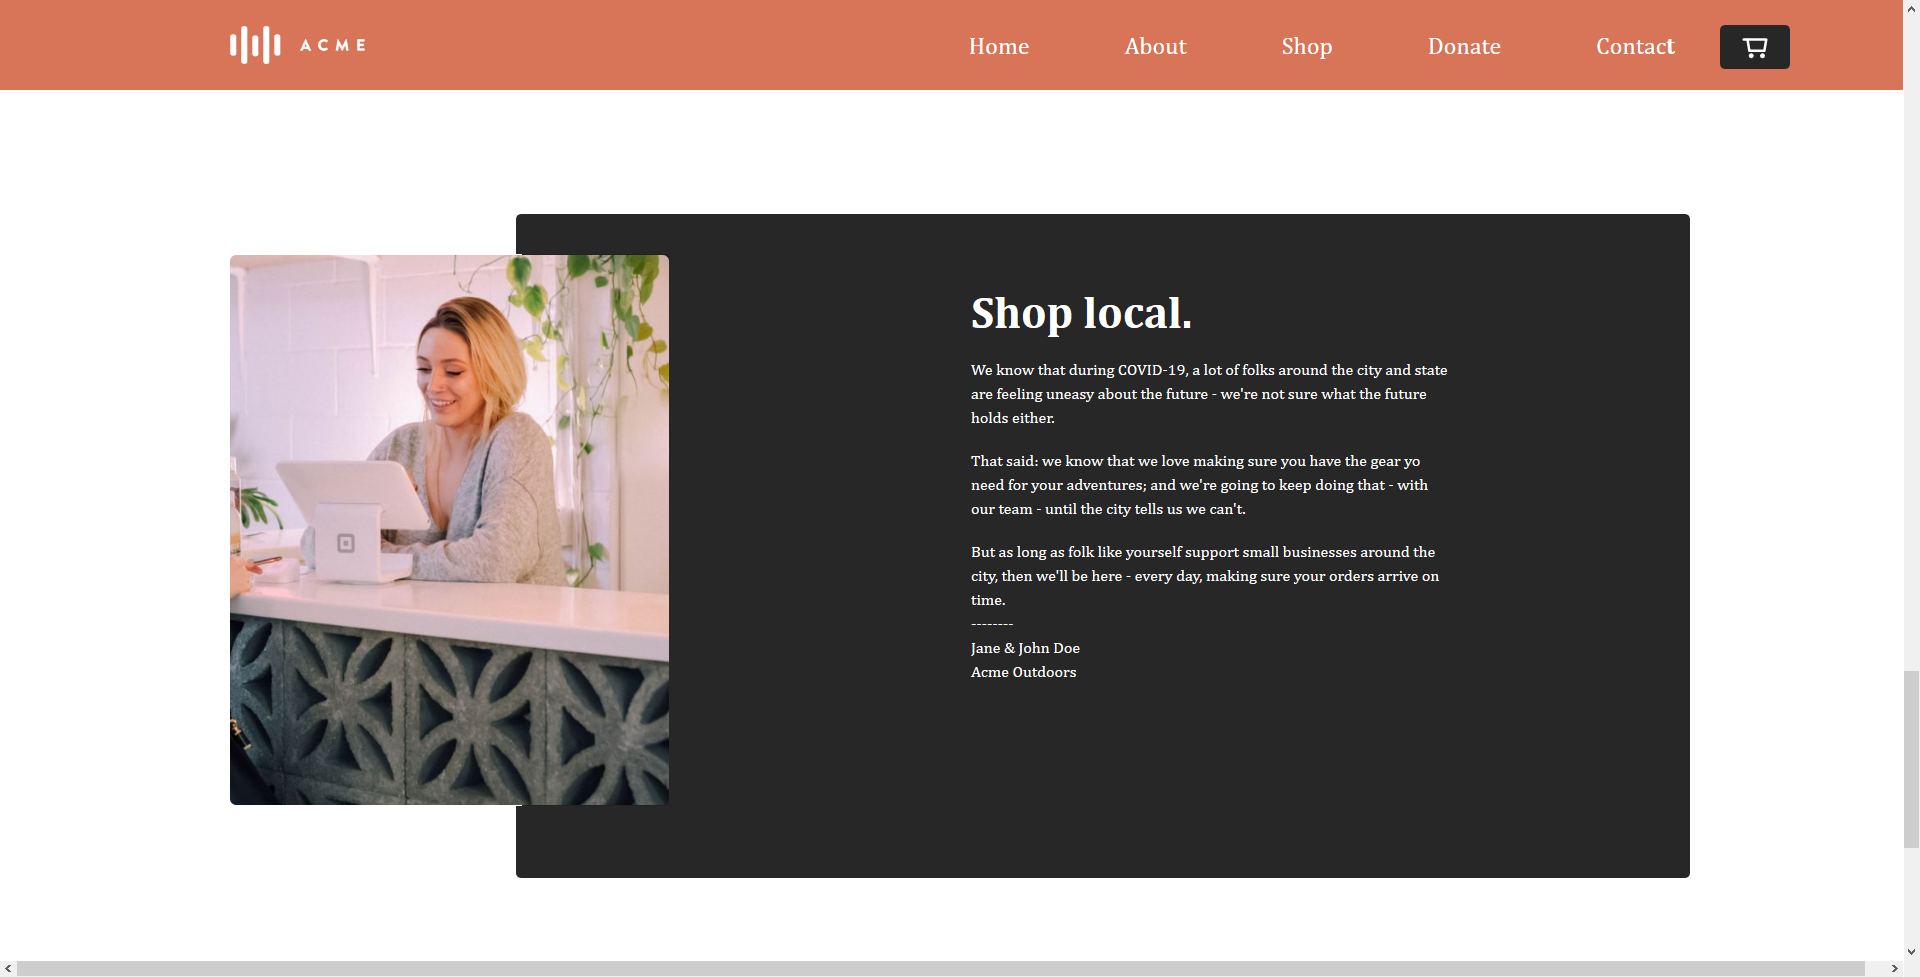 ACME
Home
About
Shop
Donate
Contact
Shop local.
We know that during COVID-19, a lot of folks around the city and state
are feeling uneasy about the future - we're not sure what the future
holds either.
That said: we know that we love making sure you have the gear yo
need for your adventures; and we're going to keep doing that - with
our team - until the city tells us we can't.
But as long as folk like yourself support small businesses around the
city, then we'll be here - every day, making sure your orders arrive on
time.
--------
Jane & John Doe
Acme Outdoors